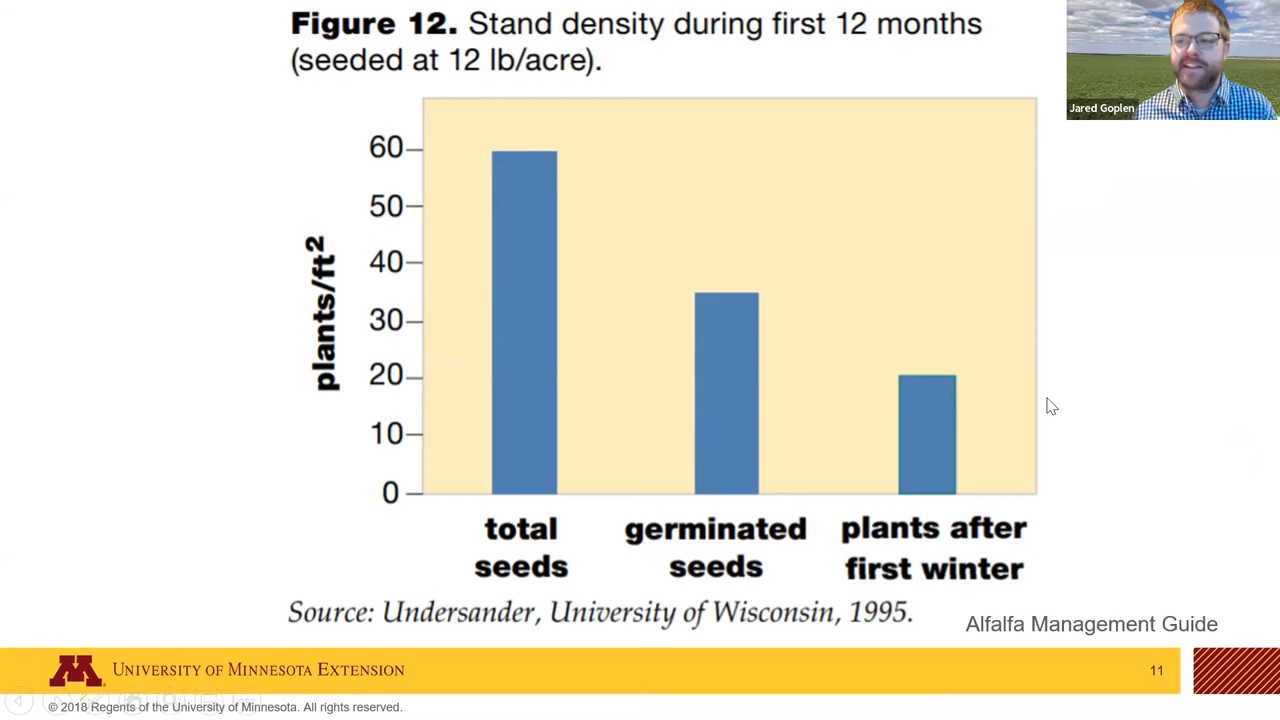 Figure 12. Stand density during first 12 months
(seeded at 12 lb/acre).
Jared Goplen
60
50
40
30
20
10
0
plants/ft²
total
seeds
germinated
seeds
plants after
first winter
Source: Undersander, University of Wisconsin, 1995.
Alfalfa Management Guide
M
UNIVERSITY OF MINNESOTA EXTENSION
11
© 2018 Regents of the University of Minnesota. All rights reserved.